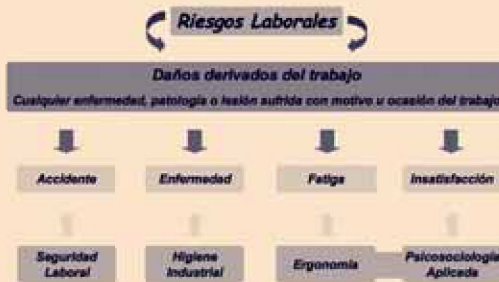 Riesgos Laborales
Daños derivados del trabajo
Cualquier enfermedad, patología o lesión sufrida con motivo u ocasión del trabajo
Accidente
Enfermedad
Fatiga
Insatisfacción
Seguridad
Laboral
Higiene
Industrial
Ergonomía
Psicosociología
Aplicada